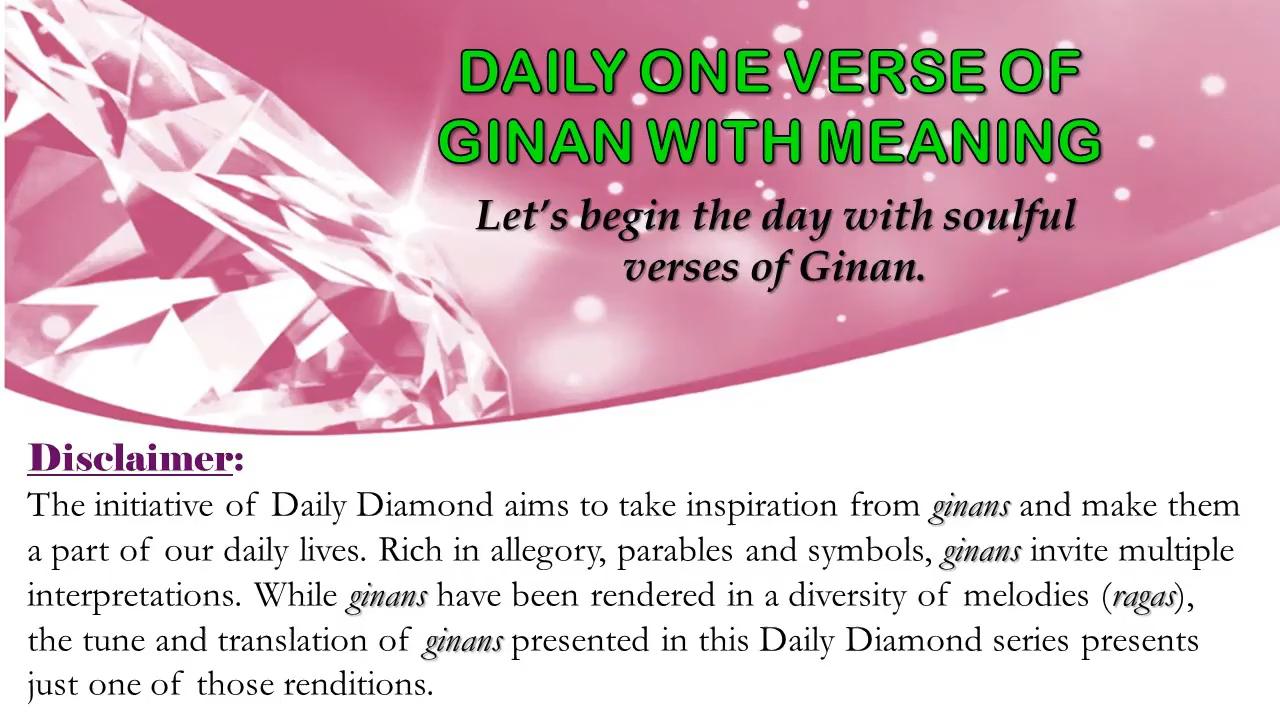 DAILY ONE VERSE OF
GINAN WITH MEANING
Let’s begin the day with soulful
verses of Ginan.
Disclaimer:
The initiative of Daily Diamond aims to take inspiration from ginans and make them
a part of our daily lives. Rich in allegory, parables and symbols, ginans invite multiple
interpretations. While ginans have been rendered in a diversity of melodies (ragas),
the tune and translation of ginans presented in this Daily Diamond series presents
just one of those renditions.